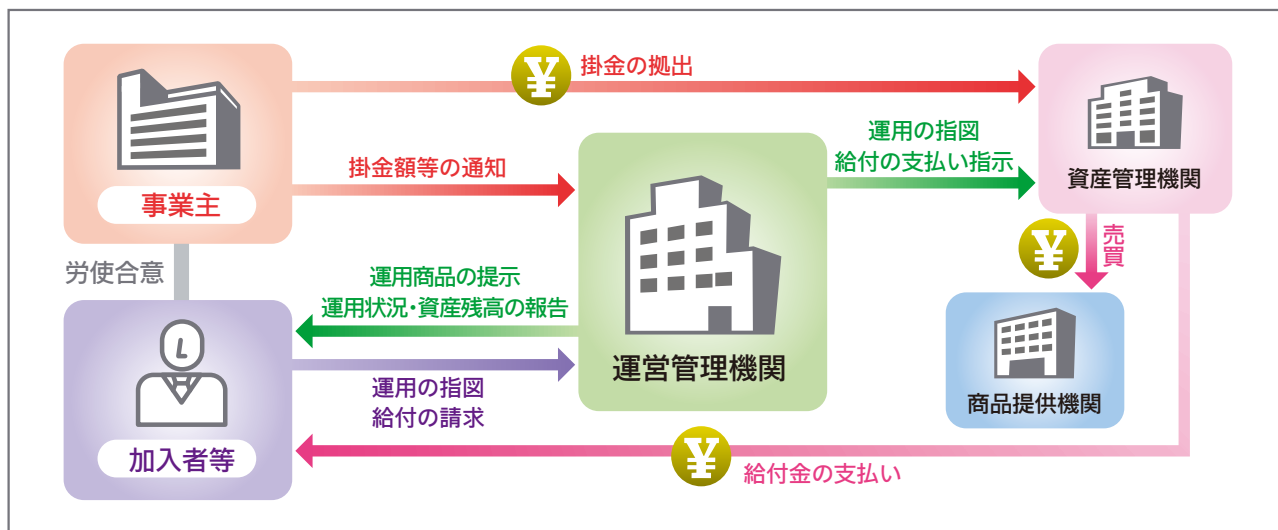 ¥
掛金の拠出
事業主
掛金額等の通知
運用の指図
給付の支払い指示
資産管理機関
労使合意
運用商品の提示
運用状況・資産残高の報告
¥
売買
運営管理機関
運用の指図
給付の請求
商品提供機関
加入者等
¥
給付金の支払い